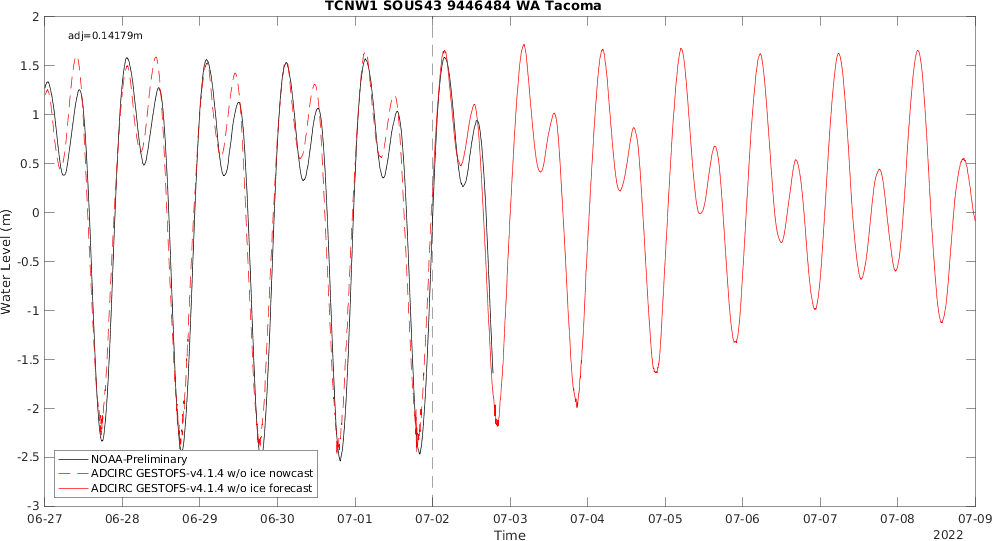 TCNW1 SOUS43 9446484 WA Tacoma
adj=0.14179m
2
1.5
1
0.5
0
-0.5
-1
-1.5
-2
-2.5
-3
Water Level (m)
NOAA-Preliminary
ADCIRC GESTOFS-v4.1.4 w/o ice nowcast
ADCIRC GESTOFS-v4.1.4 w/o ice forecast
06-27 06-28 06-29 06-30 07-01 07-02 07-03 07-04 07-05 07-06 07-07 07-08 07-09
Time
2022